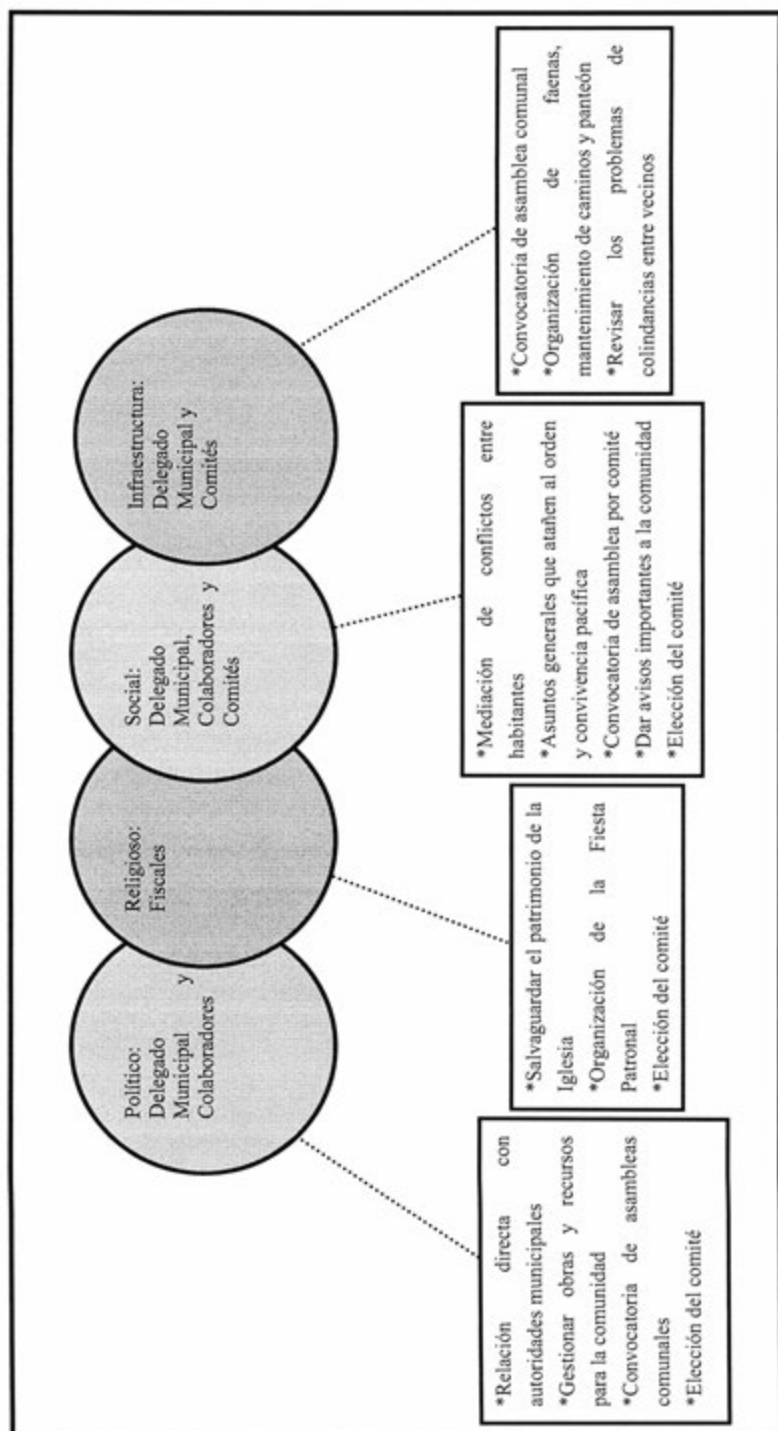 Político:
Delegado
Municipal y
Colaboradores
Religioso:
Fiscales
Social:
Delegado
Municipal,
Colaboradores y
Comités
Infraestructura:
Delegado
Municipal y
Comités
*Relación directa con
autoridades municipales
*Gestionar obras y recursos
para la comunidad
*Convocatoria de asambleas
comunales
*Elección del comité
*Salvaguardar el patrimonio de la
Iglesia
*Organización de la Fiesta
Patronal
*Elección del comité
*Mediación de conflictos entre
habitantes
*Asuntos generales que atañen al orden
y convivencia pacífica
*Convocatoria de asamblea por comité
*Dar avisos importantes a la comunidad
*Elección del comité
*Convocatoria de asamblea comunal
*Organización de faenas,
mantenimiento de caminos y panteón
*Revisar los problemas de
colindancias entre vecinos